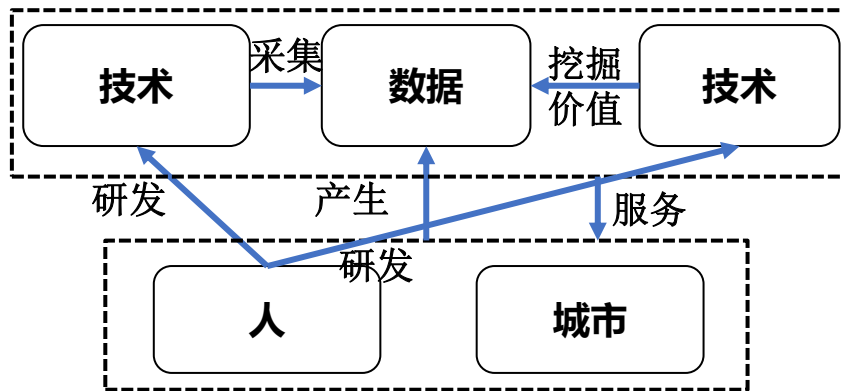 技术
采集
数据
挖掘
价值
技术
研发
产生
服务
研发
人
城市